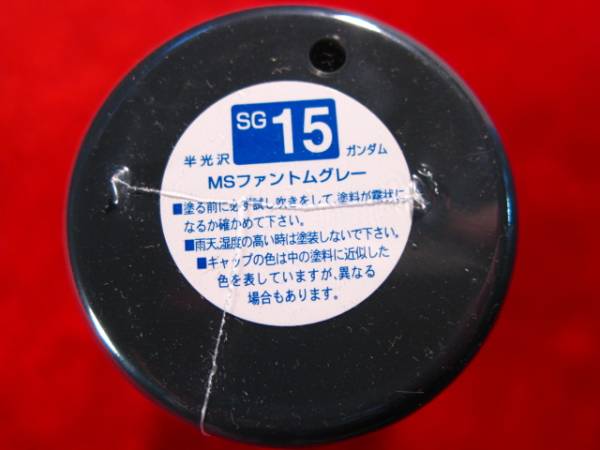 SG 15
半光沢 ガンダム
MSファントムグレー
■塗る前に必ず試し吹きをして、塗料が霧状に
なるか確かめて下さい。
■雨天、湿度の高い時は塗装しないで下さい。
■キャップの色は中の塗料に近似した
色を表していますが、異なる
場合もあります。